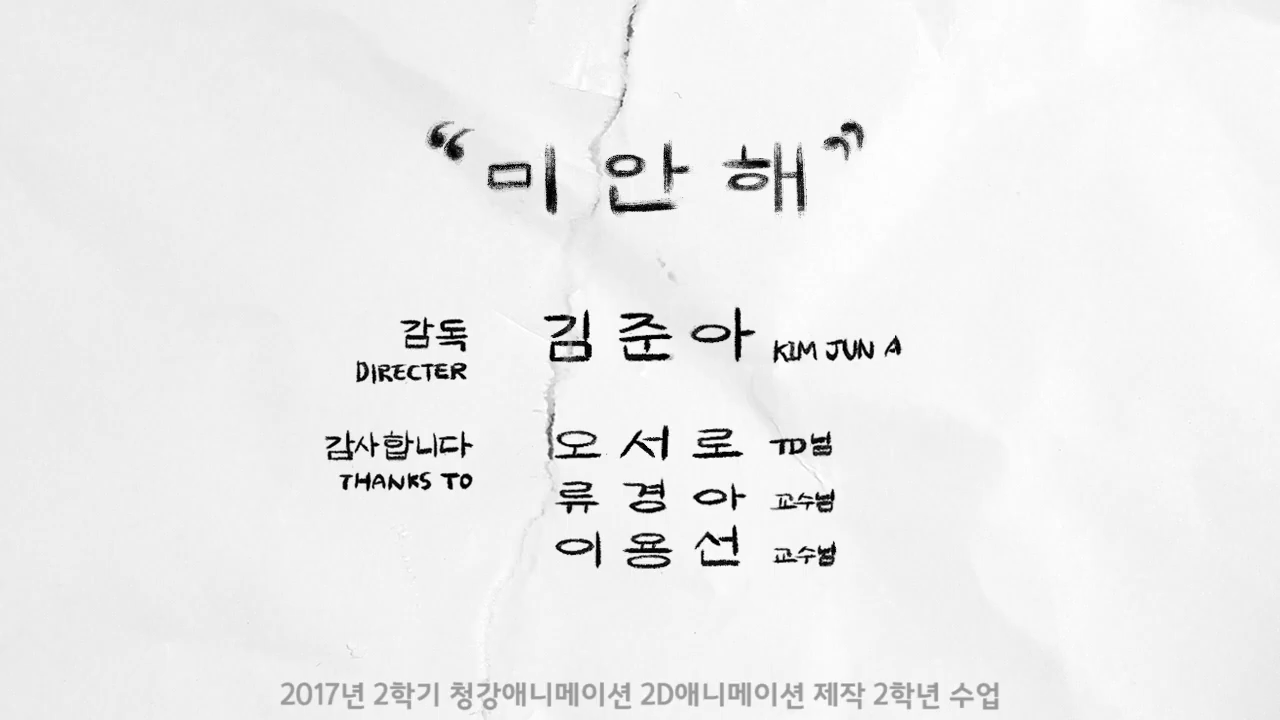 “미안해”
감독 김준아 KIM JUN A
DIRECTER
감사합니다 오서로 TD님
THANKS TO
류경아 교수님
이용선 교수님
2017년 2학기 청강애니메이션 2D애니메이션 제작 2학년 수업